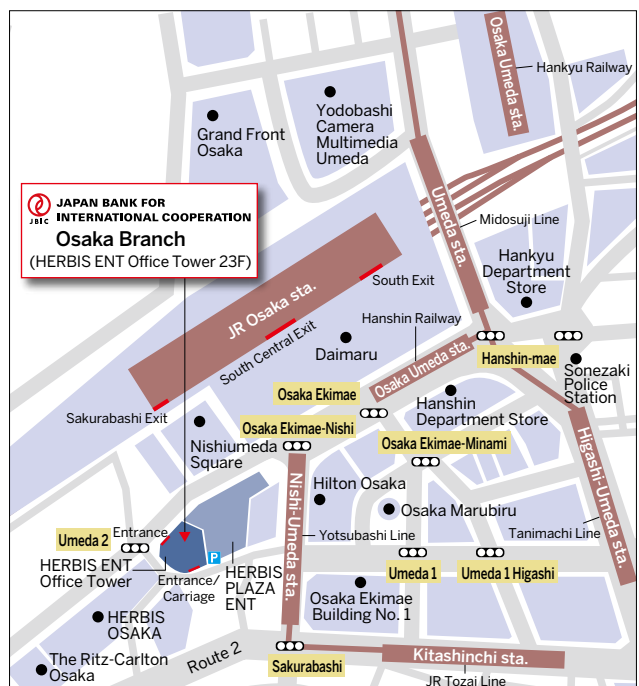 Hankyu Railway
Osaka Umeda sta.
Yodobashi
Camera
Multimedia
Umeda
Grand Front
Osaka
Umeda sta.
JBIC
JAPAN BANK FOR
INTERNATIONAL COOPERATION
Osaka Branch
(HERBIS ENT Office Tower 23F)
Midosuji Line
Hankyu
Department
Store
South Exit
JR Osaka sta.
South Central Exit
Hanshin Railway
Daimaru
Osaka Umeda sta.
Hanshin-mae
Sonezaki
Police
Station
Sakurabashi Exit
Osaka Ekimae
Hanshin
Department Store
Osaka Ekimae-Nishi
Nishiumeda
Square
Osaka Ekimae-Minami
Higashi-Umeda sta.
Hilton Osaka
Nishi-Umeda sta.
Osaka Marubiru
Yotsubashi Line
Tanimachi Line
Umeda 2
Entrance
P
HERBIS ENT
Office Tower
Entrance/
Carriage
HERBIS
PLAZA
ENT
Umeda 1
Umeda 1 Higashi
Osaka Ekimae
Building No. 1
HERBIS
OSAKA
Route 2
Sakurabashi
Kitashinchi sta.
The Ritz-Carlton
Osaka
JR Tozai Line